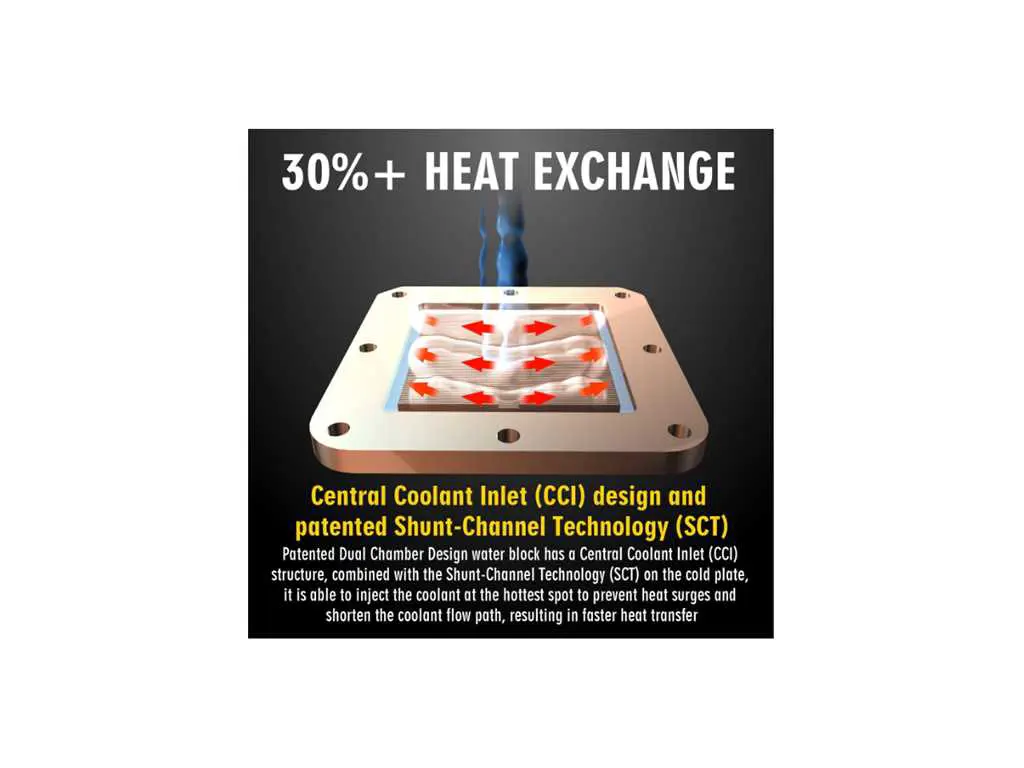 30%+ HEAT EXCHANGE
Central Coolant Inlet (CCI) design and
patented Shunt-Channel Technology (SCT)
Patented Dual Chamber Design water block has a Central Coolant Inlet (CCI)
structure, combined with the Shunt-Channel Technology (SCT) on the cold plate,
it is able to inject the coolant at the hottest spot to prevent heat surges and
shorten the coolant flow path, resulting in faster heat transfer